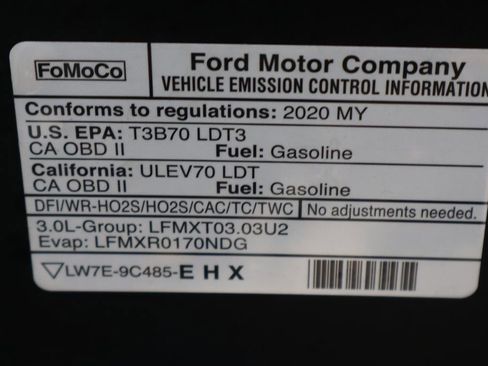 FoMoCo
Ford Motor Company
VEHICLE EMISSION CONTROL INFORMATION
Conforms to regulations: 2020 MY
U.S. EPA: T3B70 LDT3
CA OBD II Fuel: Gasoline
California: ULEV70 LDT
CA OBD II Fuel: Gasoline
DFI/WR-HO2S/HO2S/CAC/TC/TWC No adjustments needed.
3.0L-Group: LFMXT03.03U2
Evap: LFMXR0170NDG
LW7E-9C485-E H X